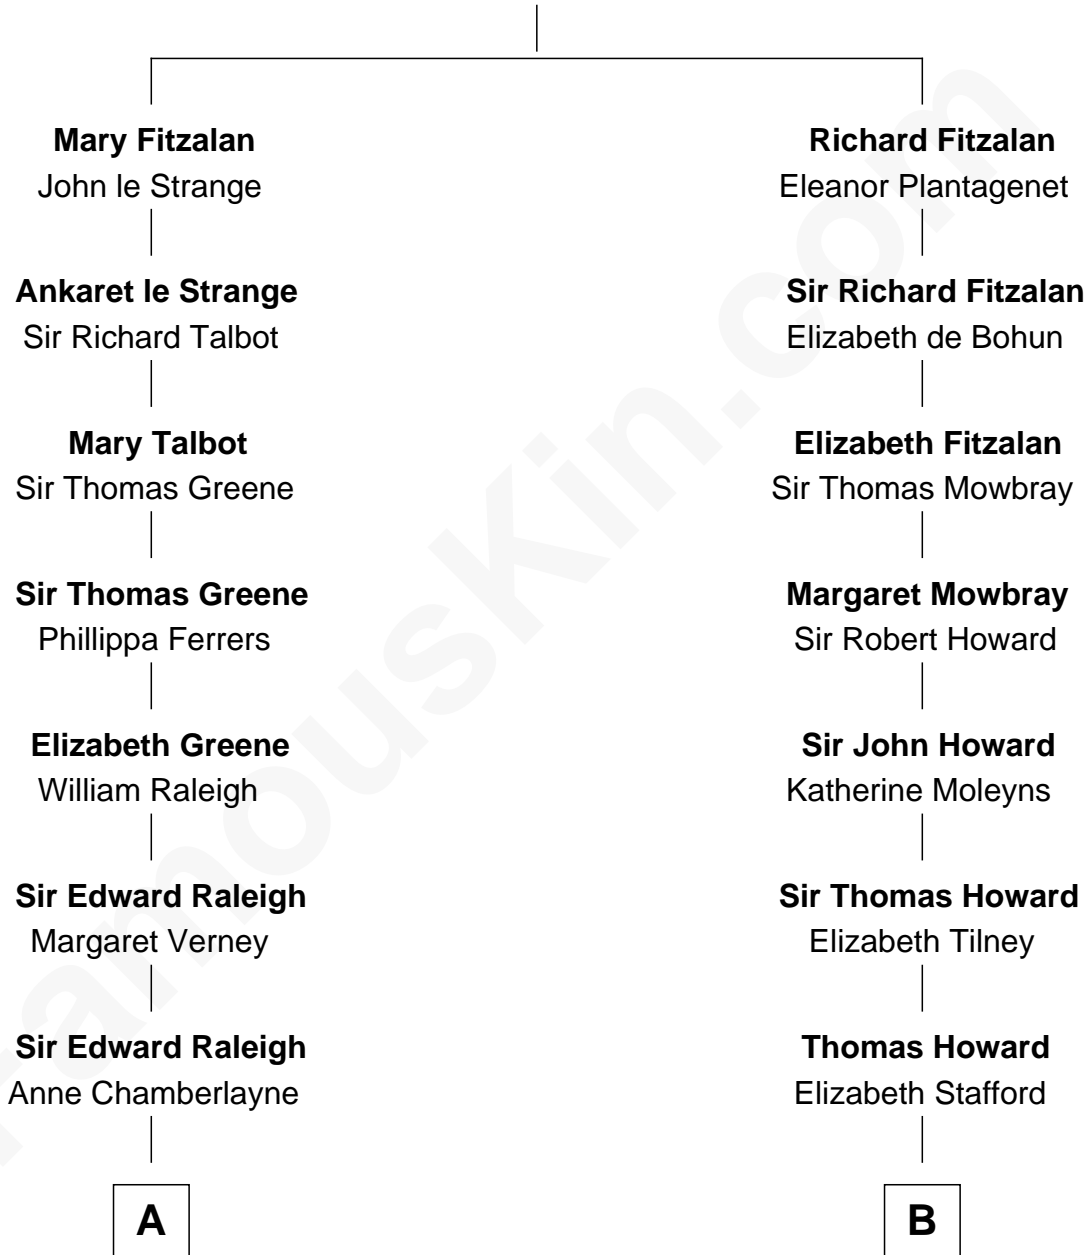 Mary Fitzalan
John le Strange
Richard Fitzalan
Eleanor Plantagenet
Ankaret le Strange
Sir Richard Talbot
Sir Richard Fitzalan
Elizabeth de Bohun
Mary Talbot
Sir Thomas Greene
Elizabeth Fitzalan
Sir Thomas Mowbray
Sir Thomas Greene
Phillippa Ferrers
Margaret Mowbray
Sir Robert Howard
Elizabeth Greene
William Raleigh
Sir John Howard
Katherine Moleyns
Sir Edward Raleigh
Margaret Verney
Sir Thomas Howard
Elizabeth Tilney
Sir Edward Raleigh
Anne Chamberlayne
Thomas Howard
Elizabeth Stafford
A
B
FamousKin.com